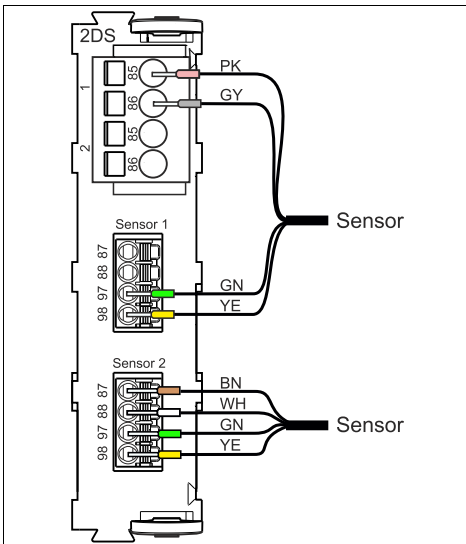 2DS
1
85
PK
86
GY
2
85
86
Sensor
Sensor 1
87
88
97
GN
98
YE
Sensor 2
87
BN
88
WH
97
GN
Sensor
98
YE